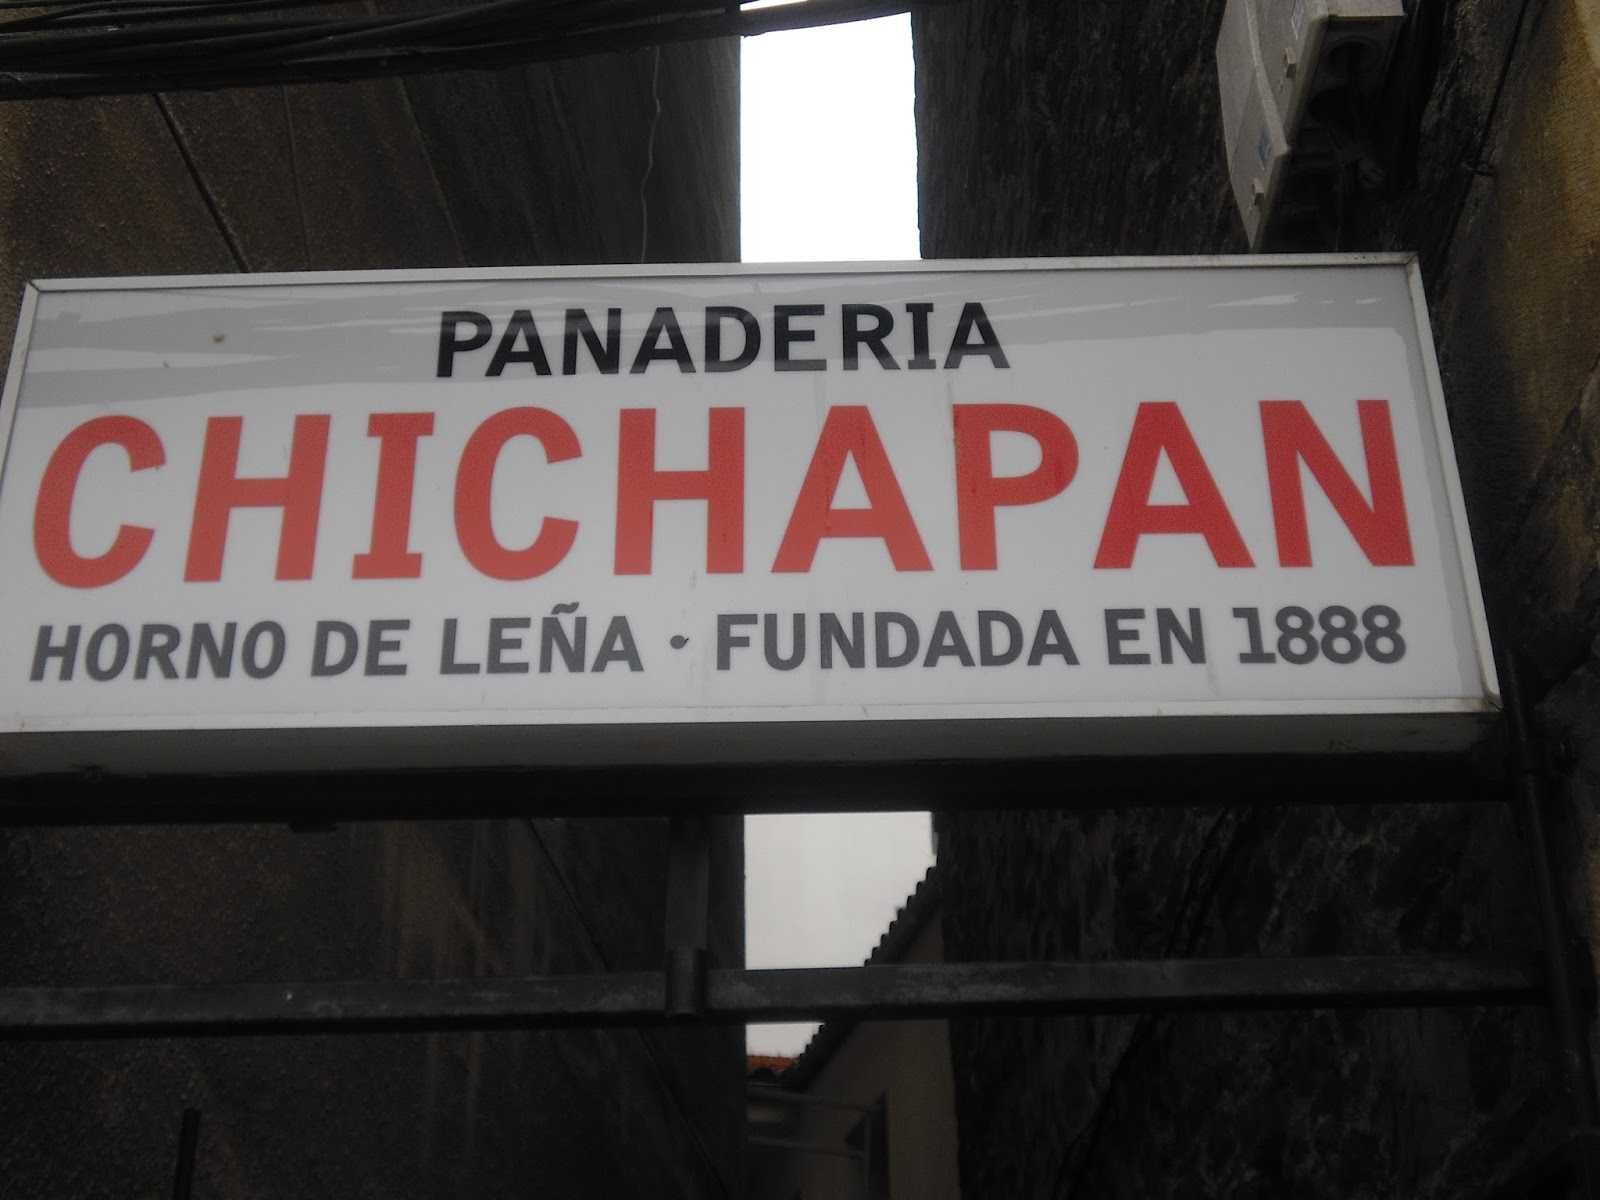 PANADERIA
CHICHAPAN
HORNO DE LEÑA · FUNDADA EN 1888